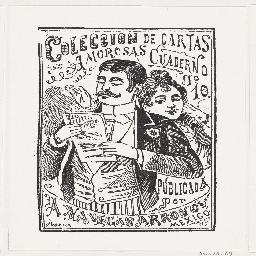 COLECCION DE CARTAS
AMOROSAS CUADERNO
No 10
PUBLICADA
POR
A. VANEGAS ARROYO.
MEXICO